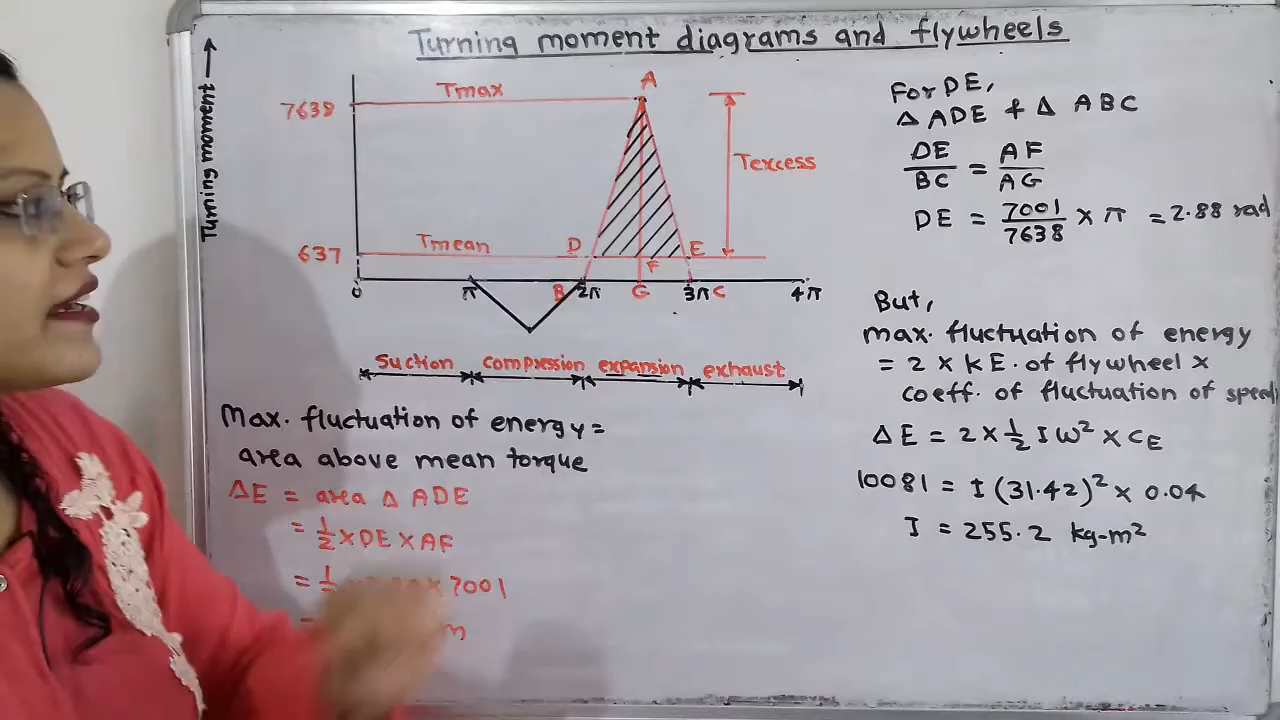 Turning moment diagrams and flywheels
Turning moment
7638
Tmax
A
Texcess
637
Tmean
D
E
F
0
π
B
2π
G
3π
C
4π
suction
compression
expansion
exhaust
Max. fluctuation of energy =
area above mean torque
ΔE = area Δ ADE
= 1/2 × DE × AF
= 1/2 × 7001
m
For DE,
Δ ADE & Δ ABC
DE/BC = AF/AG
DE = 7001/7638 × π = 2.88 rad
But,
max. fluctuation of energy
= 2 × KE. of flywheel ×
coeff. of fluctuation of speed
ΔE = 2 × 1/2 I ω² × CE
10081 = I (31.42)² × 0.04
I = 255.2 kg-m²